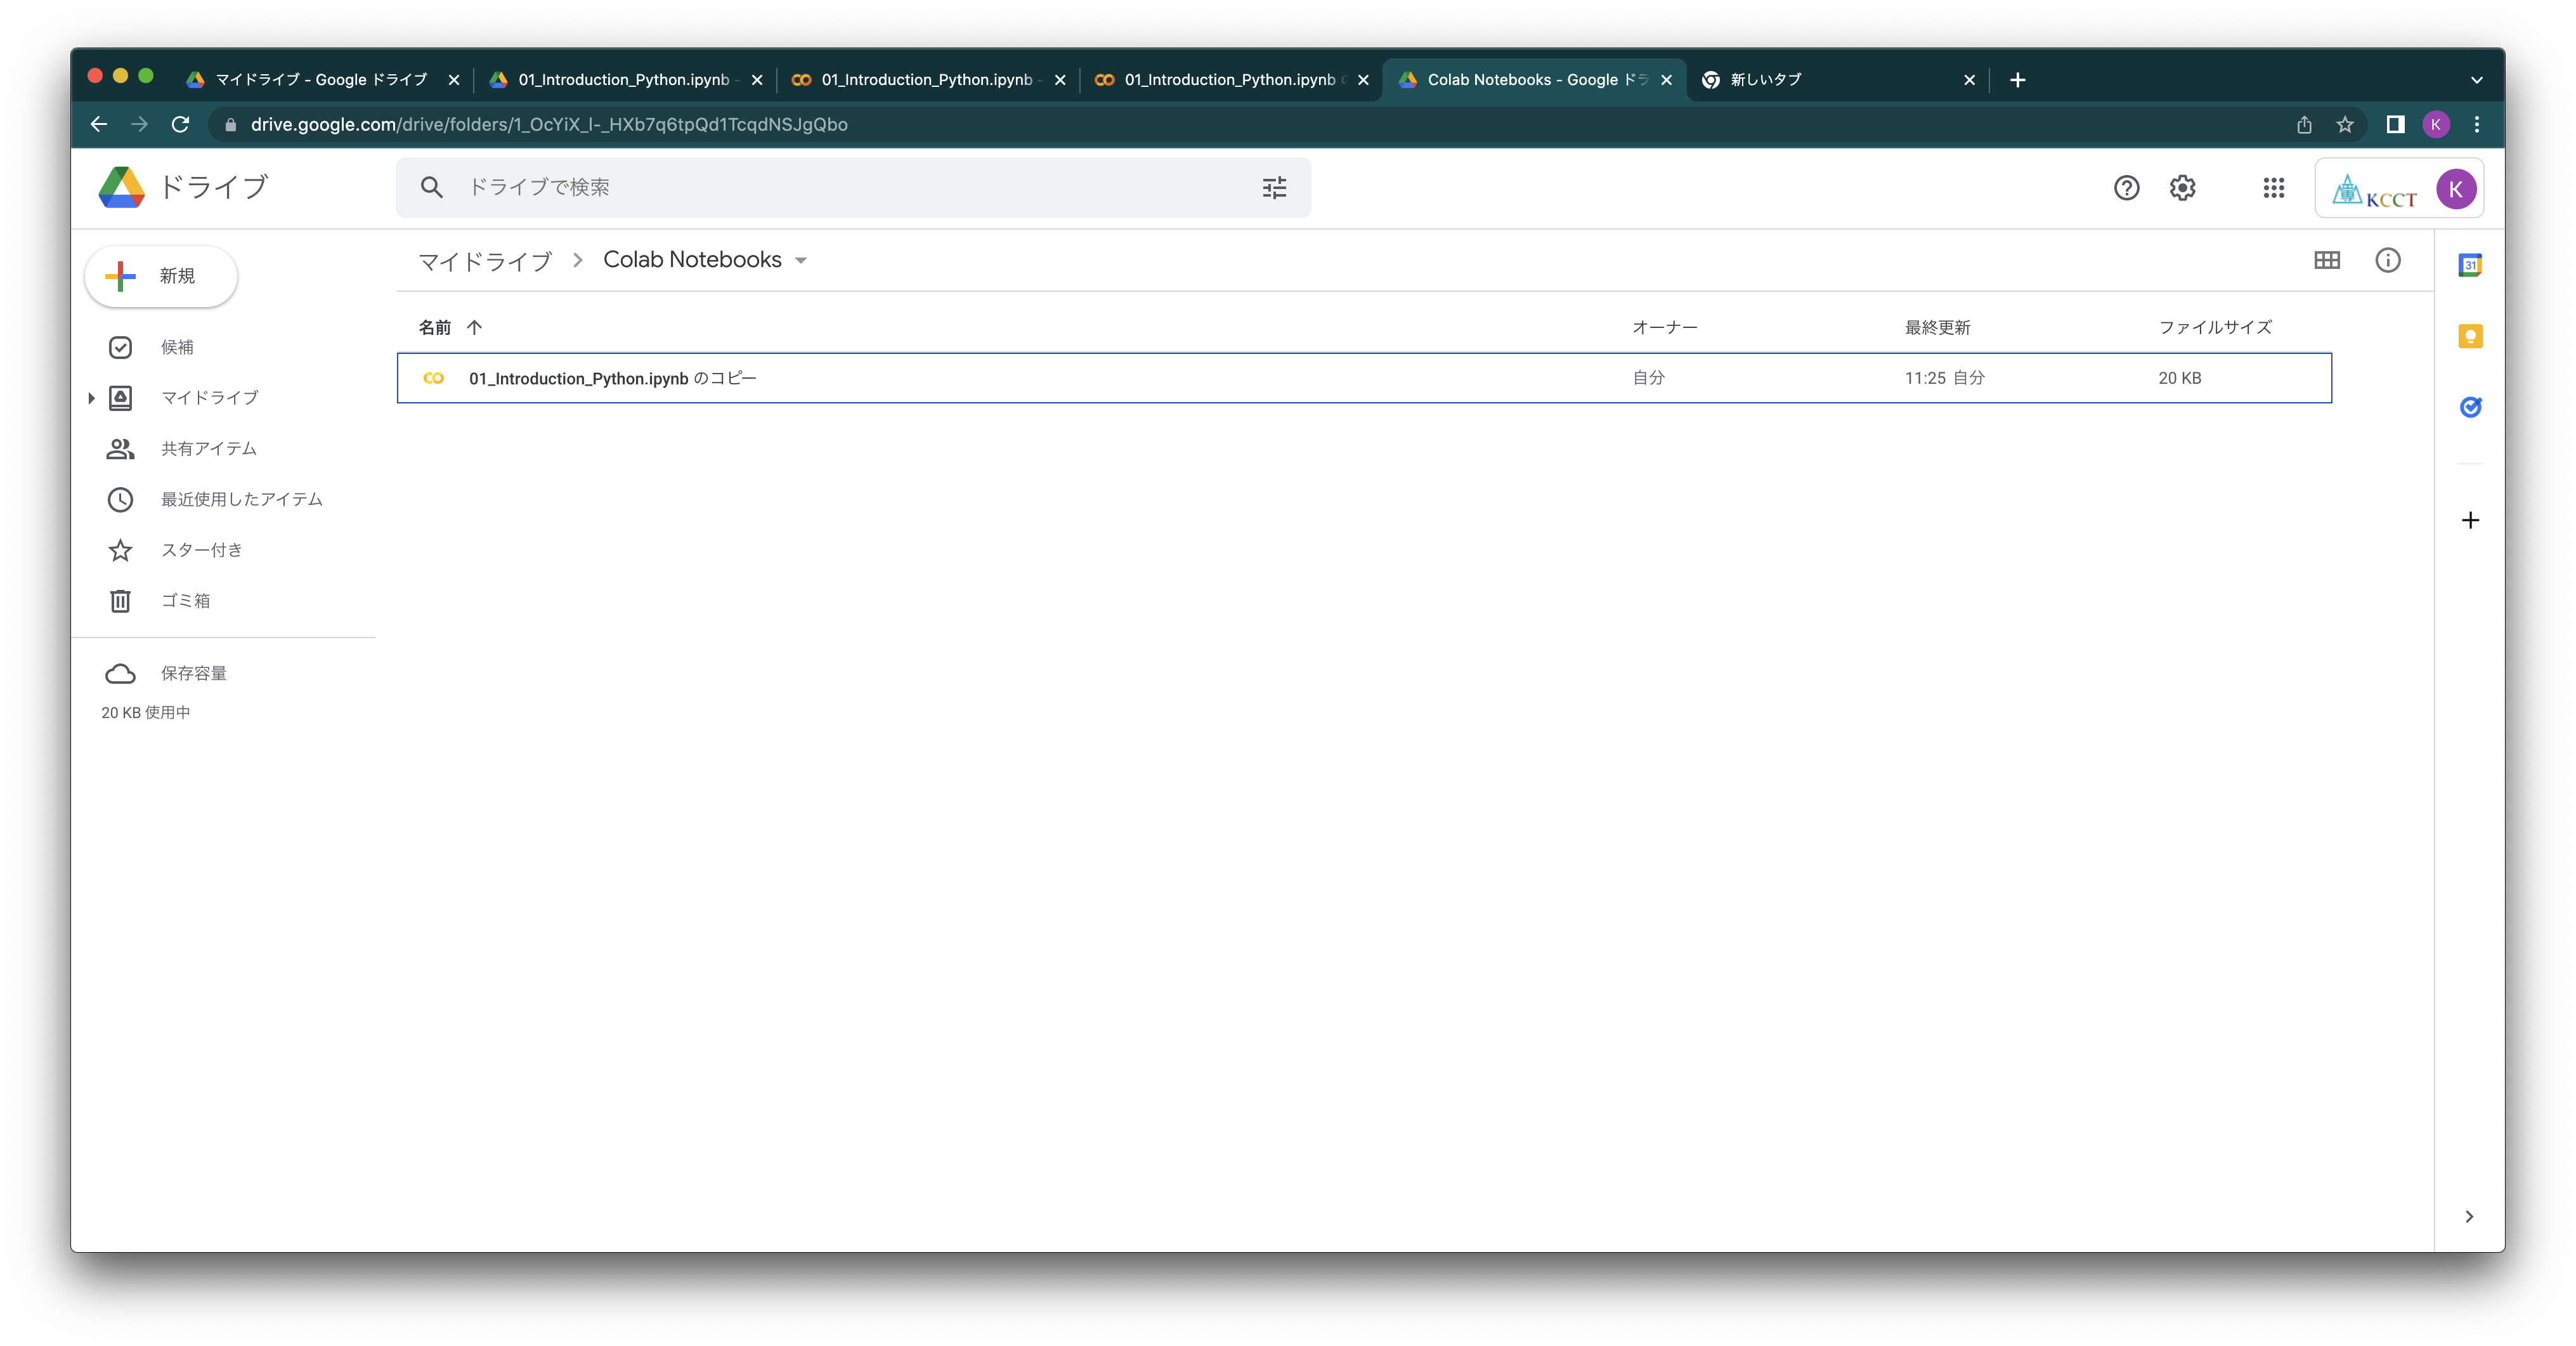 マイドライブ - Google ドライブ
01_Introduction_Python.ipynb -
01_Introduction_Python.ipynb -
01_Introduction_Python.ipynb
Colab Notebooks - Google ドラ
新しいタブ
drive.google.com/drive/folders/1_OcYiX_l-_HXb7q6tpQd1TcqdNSJgQbo
K
ドライブ
ドライブで検索
KCCT
K
新規
マイドライブ
Colab Notebooks
31
名前
オーナー
最終更新
ファイルサイズ
01_Introduction_Python.ipynb のコピー
自分
11:25 自分
20 KB
候補
マイドライブ
共有アイテム
最近使用したアイテム
スター付き
ゴミ箱
保存容量
20 KB 使用中